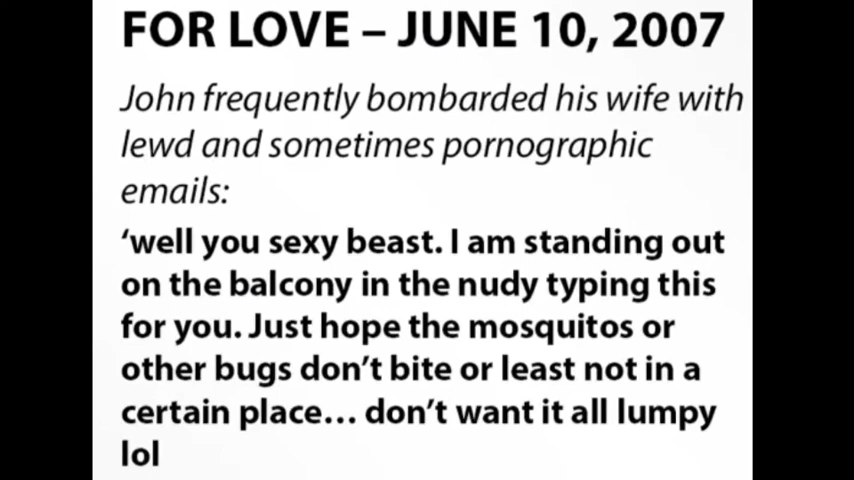 FOR LOVE – JUNE 10, 2007
John frequently bombarded his wife with
lewd and sometimes pornographic
emails:
‘well you sexy beast. I am standing out
on the balcony in the nudy typing this
for you. Just hope the mosquitos or
other bugs don’t bite or least not in a
certain place… don’t want it all lumpy
lol